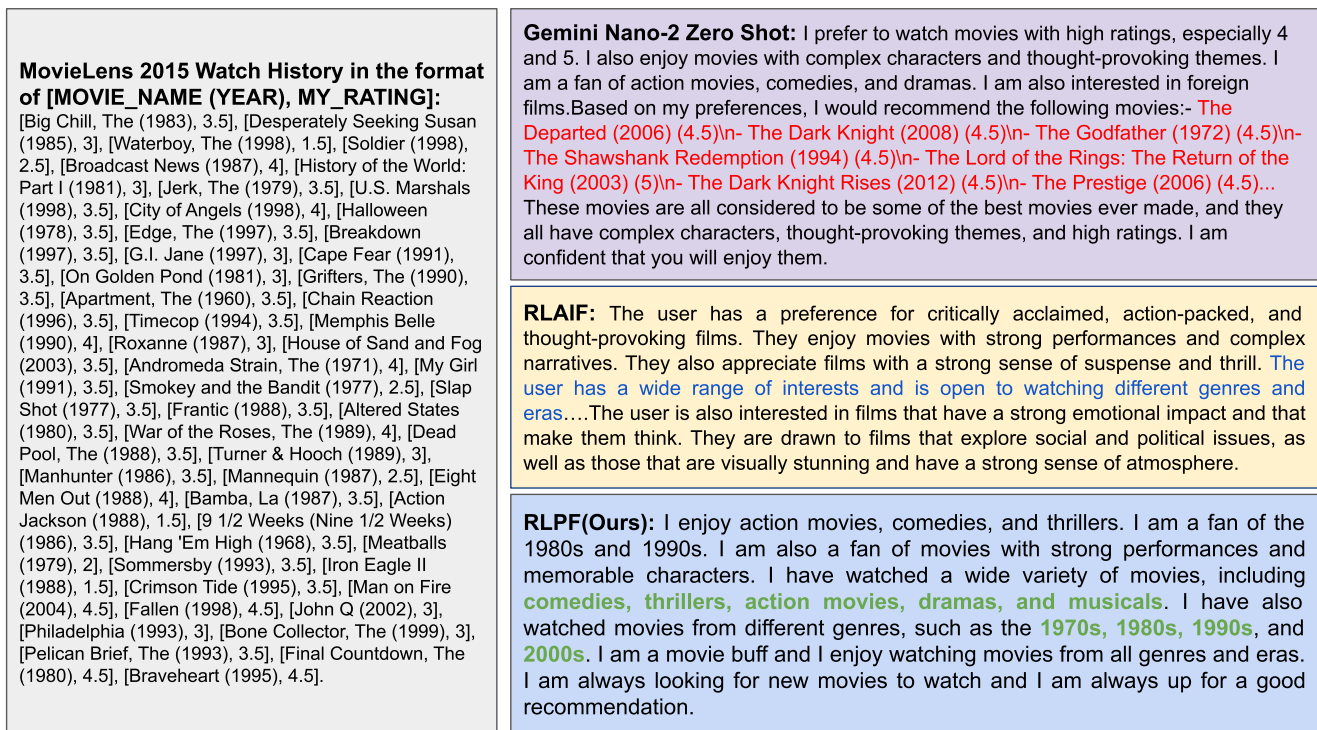 MovieLens 2015 Watch History in the format
of [MOVIE_NAME (YEAR), MY_RATING]:
[Big Chill, The (1983), 3.5], [Desperately Seeking Susan
(1985), 3], [Waterboy, The (1998), 1.5], [Soldier (1998),
2.5], [Broadcast News (1987), 4], [History of the World:
Part I (1981), 3], [Jerk, The (1979), 3.5], [U.S. Marshals
(1998), 3.5], [City of Angels (1998), 4], [Halloween
(1978), 3.5], [Edge, The (1997), 3.5], [Breakdown
(1997), 3.5], [G.I. Jane (1997), 3], [Cape Fear (1991),
3.5], [On Golden Pond (1981), 3], [Grifters, The (1990),
3.5], [Apartment, The (1960), 3.5], [Chain Reaction
(1996), 3.5], [Timecop (1994), 3.5], [Memphis Belle
(1990), 4], [Roxanne (1987), 3], [House of Sand and Fog
(2003), 3.5], [Andromeda Strain, The (1971), 4], [My Girl
(1991), 3.5], [Smokey and the Bandit (1977), 2.5], [Slap
Shot (1977), 3.5], [Frantic (1988), 3.5], [Altered States
(1980), 3.5], [War of the Roses, The (1989), 4], [Dead
Pool, The (1988), 3.5], [Turner & Hooch (1989), 3],
[Manhunter (1986), 3.5], [Mannequin (1987), 2.5], [Eight
Men Out (1988), 4], [Bamba, La (1987), 3.5], [Action
Jackson (1988), 1.5], [9 1/2 Weeks (Nine 1/2 Weeks)
(1986), 3.5], [Hang 'Em High (1968), 3.5], [Meatballs
(1979), 2], [Sommersby (1993), 3.5], [Iron Eagle II
(1988), 1.5], [Crimson Tide (1995), 3.5], [Man on Fire
(2004), 4.5], [Fallen (1998), 4.5], [John Q (2002), 3],
[Philadelphia (1993), 3], [Bone Collector, The (1999), 3],
[Pelican Brief, The (1993), 3.5], [Final Countdown, The
(1980), 4.5], [Braveheart (1995), 4.5].
Gemini Nano-2 Zero Shot: I prefer to watch movies with high ratings, especially 4
and 5. I also enjoy movies with complex characters and thought-provoking themes. I
am a fan of action movies, comedies, and dramas. I am also interested in foreign
films.Based on my preferences, I would recommend the following movies:- The
Departed (2006) (4.5)\n- The Dark Knight (2008) (4.5)\n- The Godfather (1972) (4.5)\n-
The Shawshank Redemption (1994) (4.5)\n- The Lord of the Rings: The Return of the
King (2003) (5)\n- The Dark Knight Rises (2012) (4.5)\n- The Prestige (2006) (4.5)...
These movies are all considered to be some of the best movies ever made, and they
all have complex characters, thought-provoking themes, and high ratings. I am
confident that you will enjoy them.
RLAIF: The user has a preference for critically acclaimed, action-packed, and
thought-provoking films. They enjoy movies with strong performances and complex
narratives. They also appreciate films with a strong sense of suspense and thrill. The
user has a wide range of interests and is open to watching different genres and
eras….The user is also interested in films that have a strong emotional impact and that
make them think. They are drawn to films that explore social and political issues, as
well as those that are visually stunning and have a strong sense of atmosphere.
RLPF(Ours): I enjoy action movies, comedies, and thrillers. I am a fan of the
1980s and 1990s. I am also a fan of movies with strong performances and
memorable characters. I have watched a wide variety of movies, including
comedies, thrillers, action movies, dramas, and musicals. I have also
watched movies from different genres, such as the 1970s, 1980s, 1990s, and
2000s. I am a movie buff and I enjoy watching movies from all genres and eras.
I am always looking for new movies to watch and I am always up for a good
recommendation.